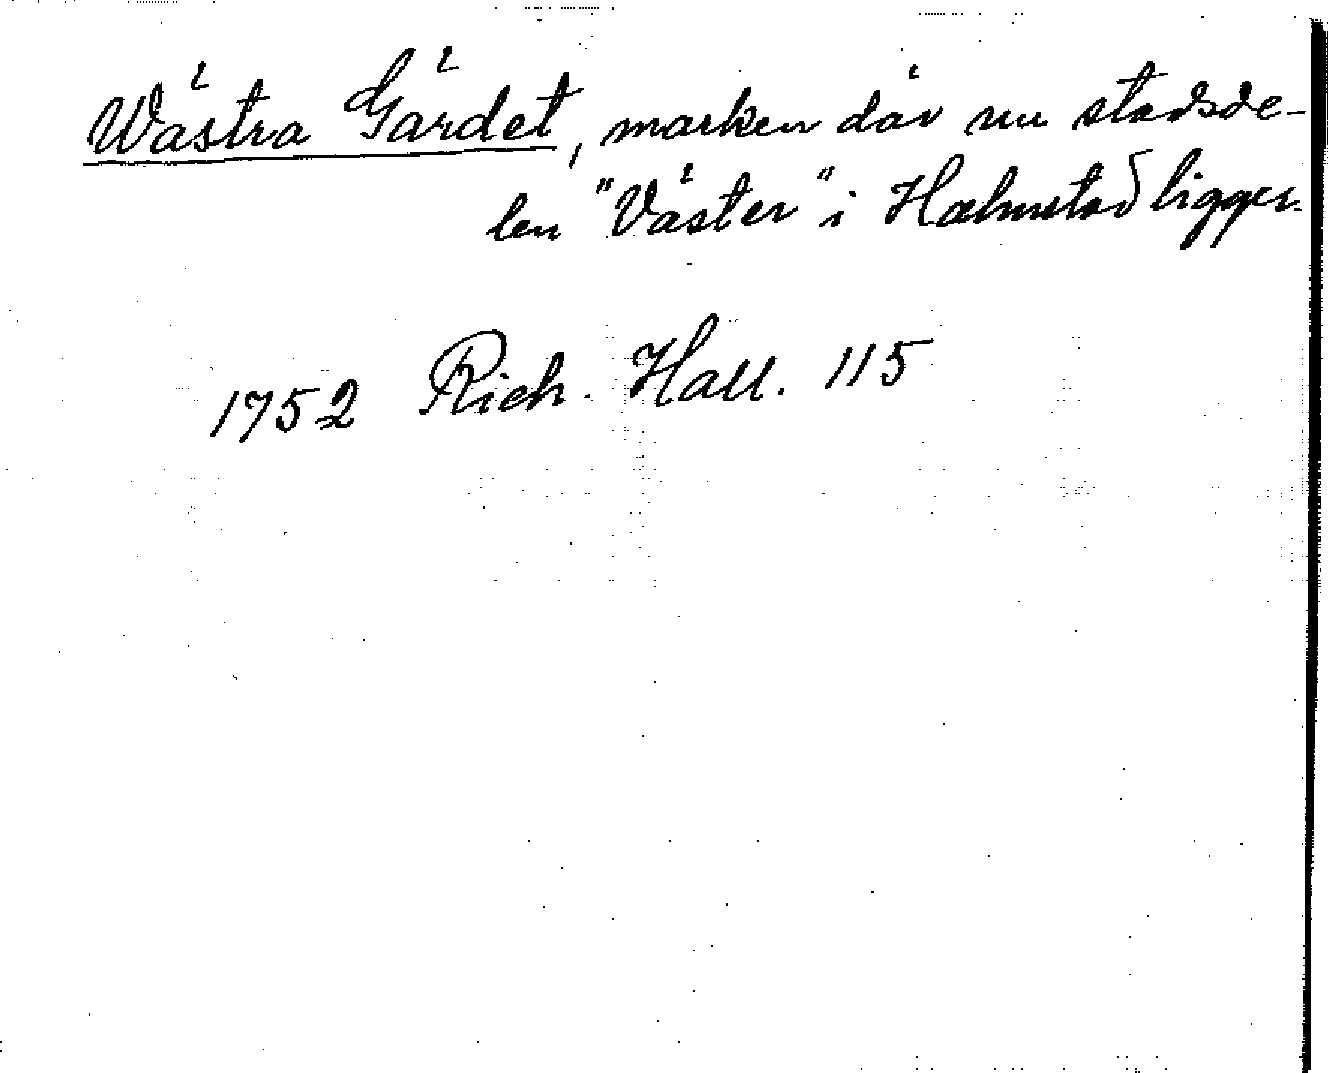 Wästra Gärdet, marken där nu stadsde-
len "Väster" i Halmstad ligger.
1752 Rich. Hall. 115